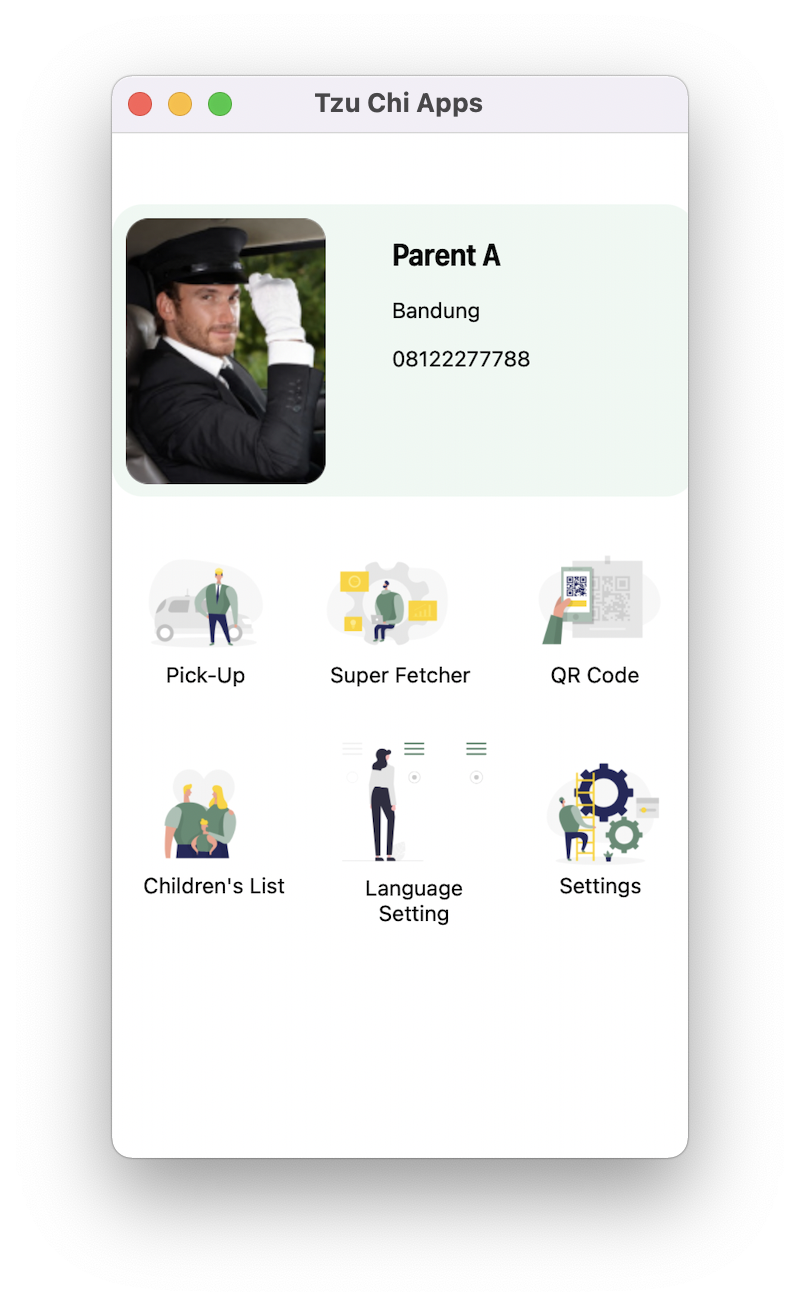 Tzu Chi Apps
Parent A
Bandung
08122277788
Pick-Up
Super Fetcher
QR Code
Children's List
Language
Setting
Settings